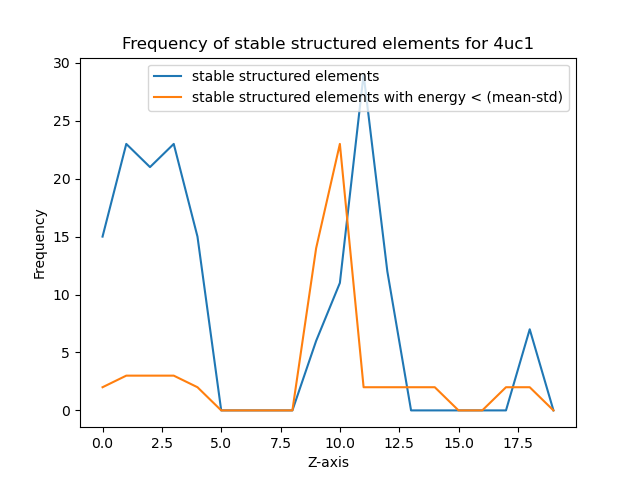 Frequency of stable structured elements for 4uc1
stable structured elements
stable structured elements with energy < (mean-std)
Frequency
30
25
20
15
10
5
0
0.0 2.5 5.0 7.5 10.0 12.5 15.0 17.5
Z-axis